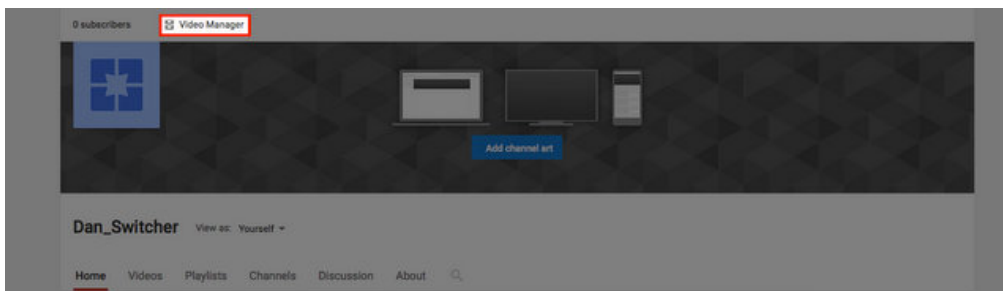 0 subscribers Video Manager
Add channel art
Dan_Switcher View as: Yourself
Home Videos Playlists Channels Discussion About